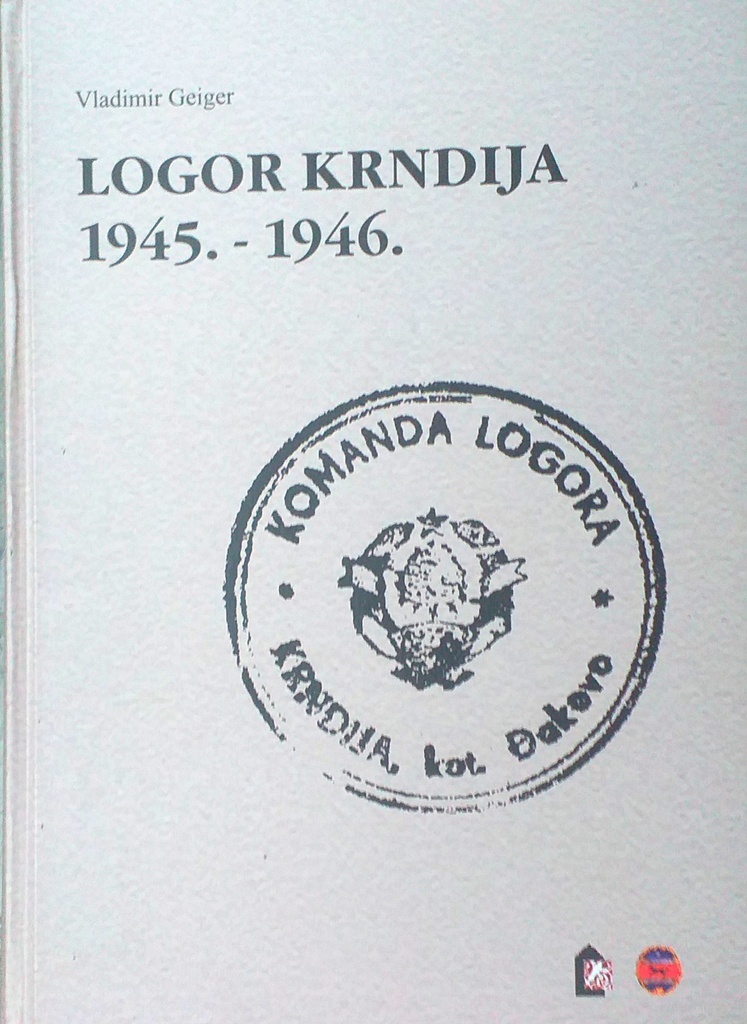 Vladimir Geiger
LOGOR KRNDIJA
1945. - 1946.
KOMANDA LOGORA
KRNDIJA, kot. Đakovo